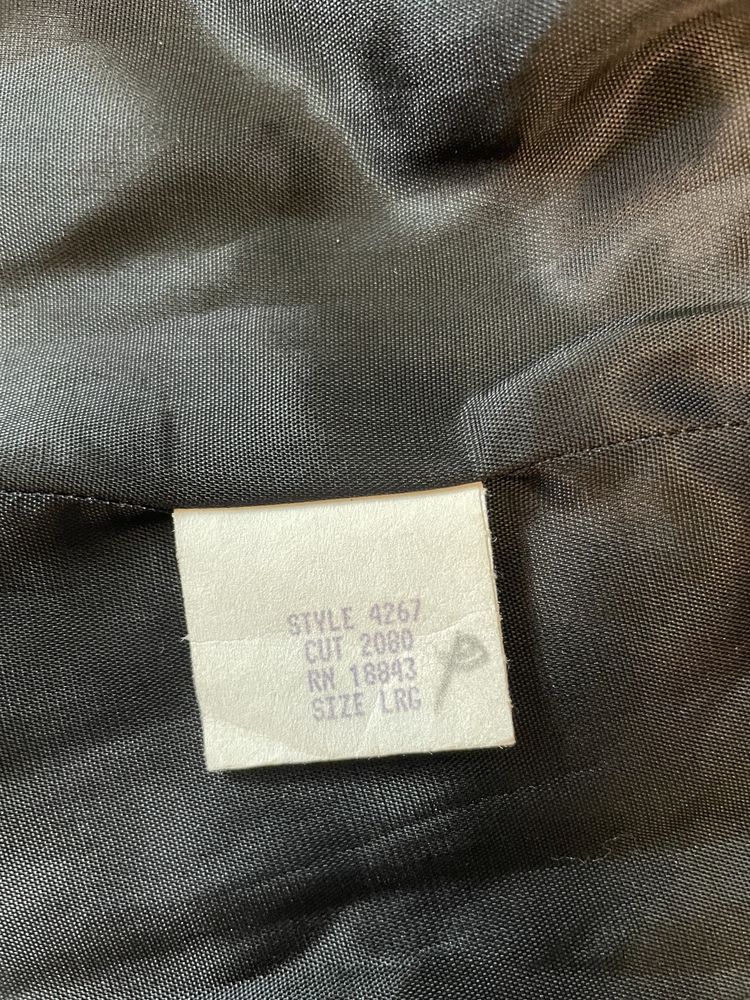 STYLE 4267
CUT 2080
RN 18843
SIZE LRG